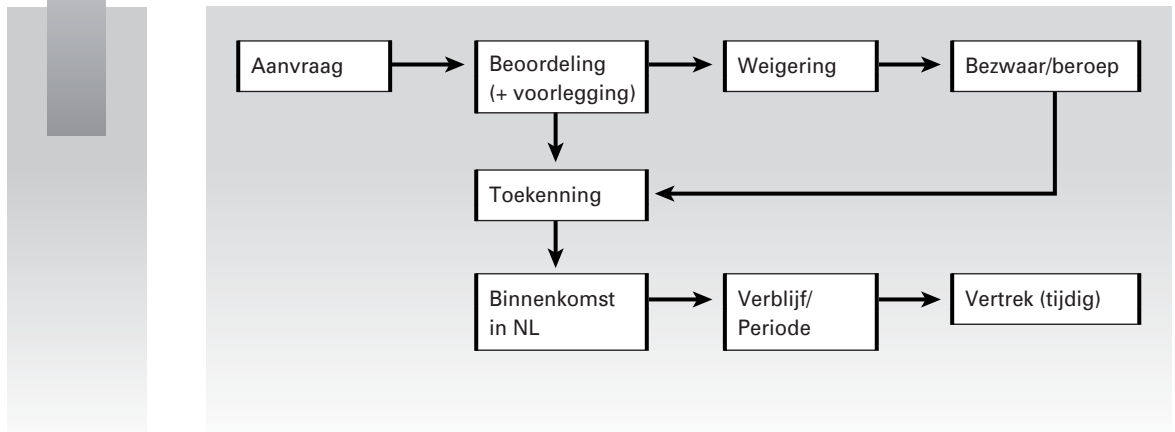 Aanvraag
Beoordeling
(+ voorlegging)
Weigering
Bezwaar/beroep
Toekenning
Binnenkomst
in NL
Verblijf/
Periode
Vertrek (tijdig)